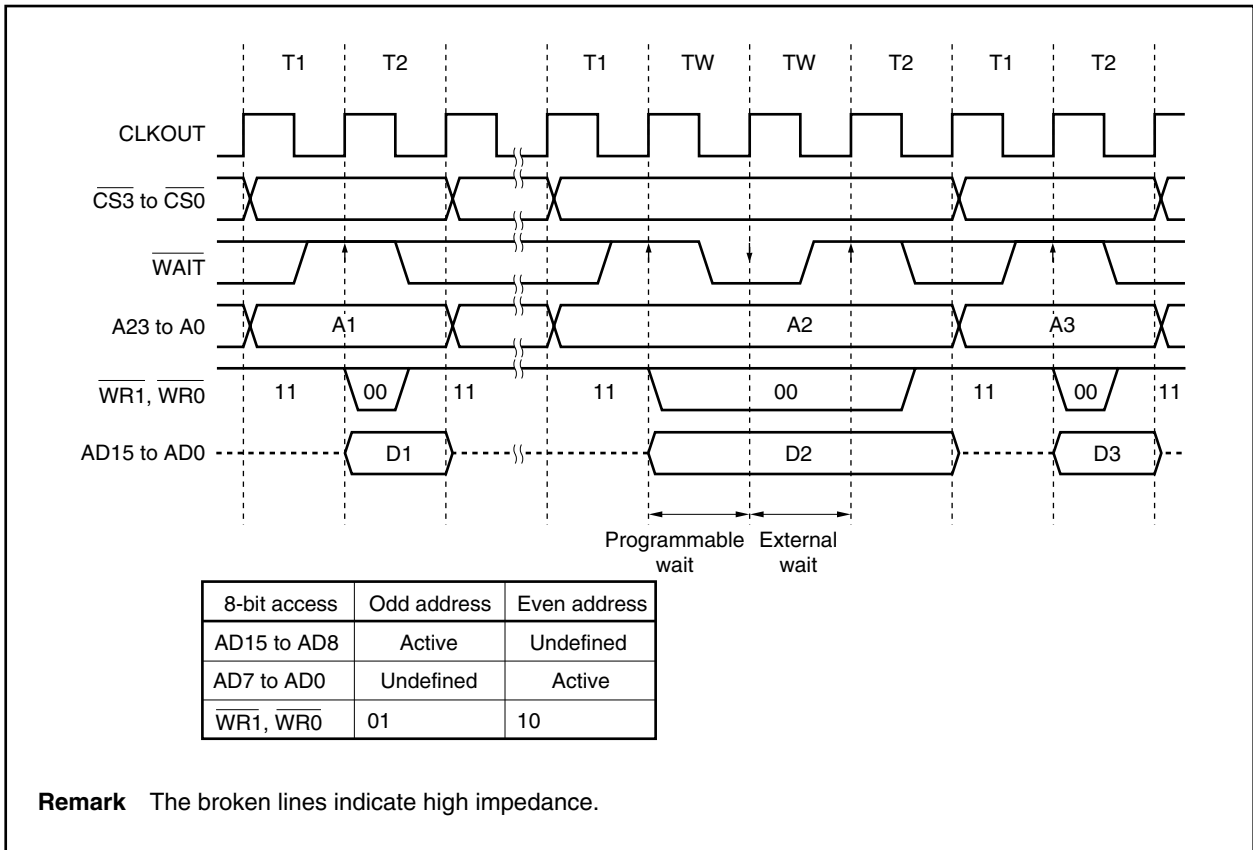 T1 T2 T1 TW TW T2 T1 T2
CLKOUT
CS3 to CS0
WAIT
A23 to A0 A1 A2 A3
WR1, WR0 11 00 11 11 00 11 00 11
AD15 to AD0 D1 D2 D3
Programmable wait
External wait
8-bit access Odd address Even address
AD15 to AD8 Active Undefined
AD7 to AD0 Undefined Active
WR1, WR0 01 10
Remark The broken lines indicate high impedance.